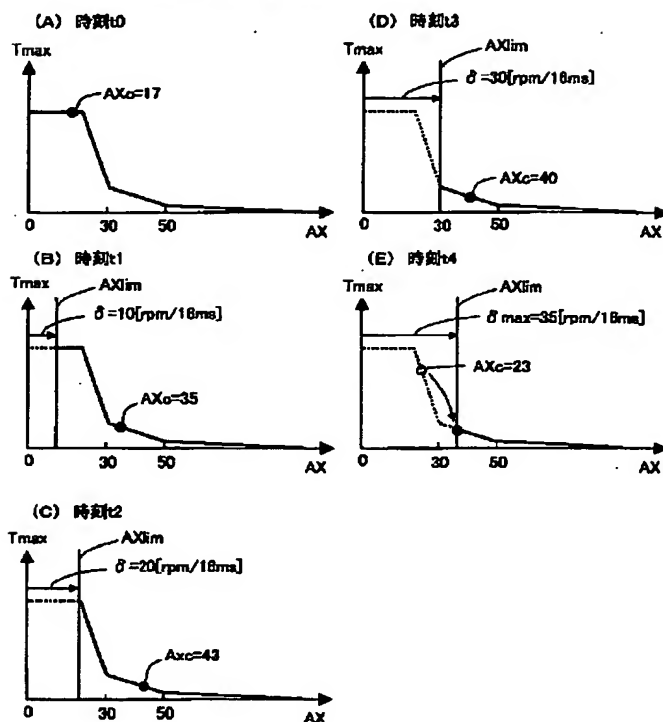 (A) 時刻t0
Tmax
AXc=17
0 30 50 AX
(B) 時刻t1
Tmax
AXlim
δ=10[rpm/16ms]
AXc=35
0 30 50 AX
(C) 時刻t2
Tmax
AXlim
δ=20[rpm/16ms]
Axc=43
0 30 50 AX
(D) 時刻t3
Tmax
AXlim
δ=30[rpm/16ms]
AXc=40
0 30 50 AX
(E) 時刻t4
Tmax
AXlim
δmax=35[rpm/16ms]
AXc=23
0 30 50 AX